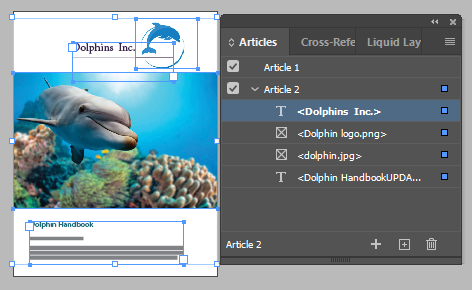 Dolphins Inc.
Dolphin Handbook
Articles
Cross-Refe
Liquid Lay
Article 1
Article 2
<Dolphins Inc.>
<Dolphin logo.png>
<dolphin.jpg>
<Dolphin HandbookUPDA...
Article 2